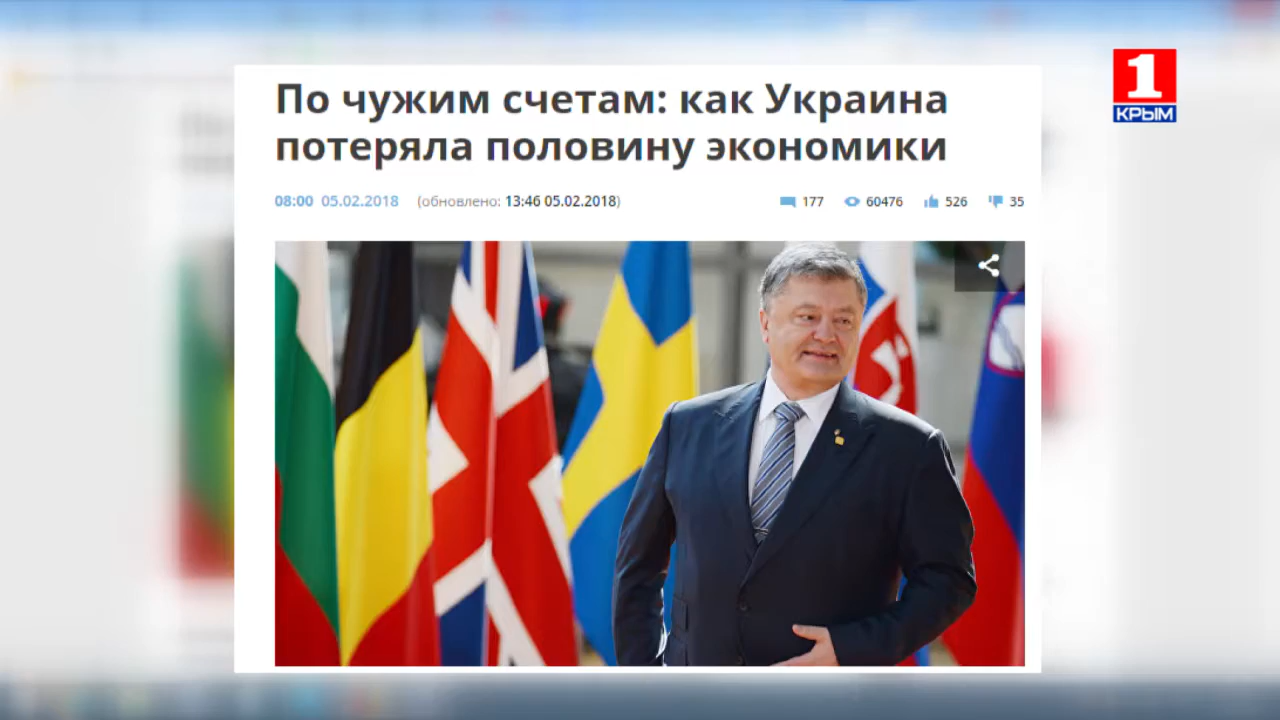 По чужим счетам: как Украина
потеряла половину экономики
08:00 05.02.2018 (обновлено: 13:46 05.02.2018) 177 60476 526 35
1
КРЫМ